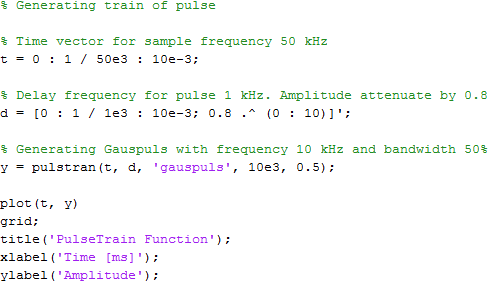 % Generating train of pulse
% Time vector for sample frequency 50 kHz
t = 0 : 1 / 50e3 : 10e-3;
% Delay frequency for pulse 1 kHz. Amplitude attenuate by 0.8
d = [0 : 1 / 1e3 : 10e-3; 0.8 .^ (0 : 10)]';
% Generating Gauspuls with frequency 10 kHz and bandwidth 50%
y = pulstran(t, d, 'gauspuls', 10e3, 0.5);
plot(t, y)
grid;
title('PulseTrain Function');
xlabel('Time [ms]');
ylabel('Amplitude');